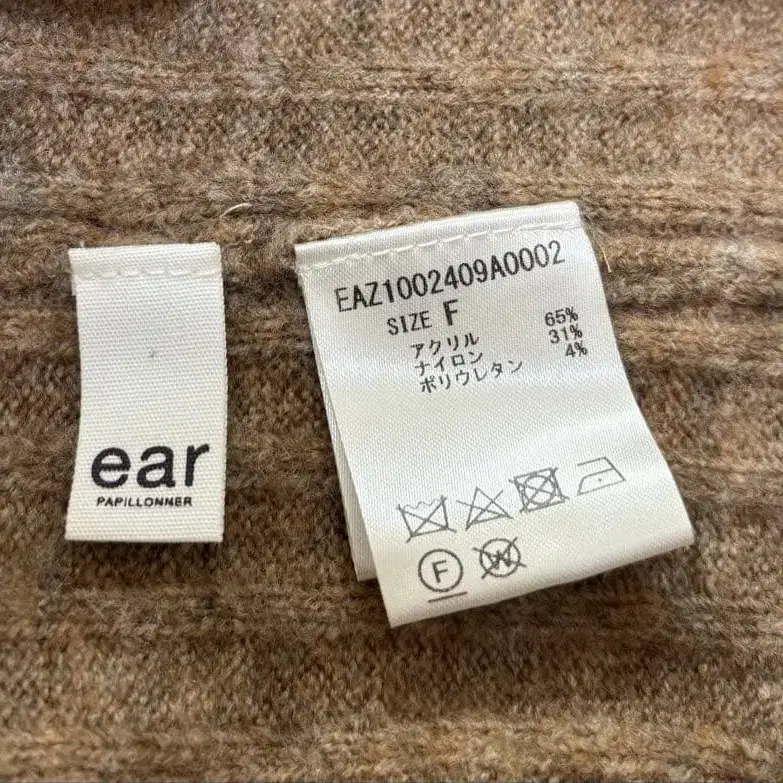 ear
PAPILLONNER
EAZ1002409A0002
SIZE F
アクリル 65%
ナイロン 31%
ポリウレタン 4%
F
W